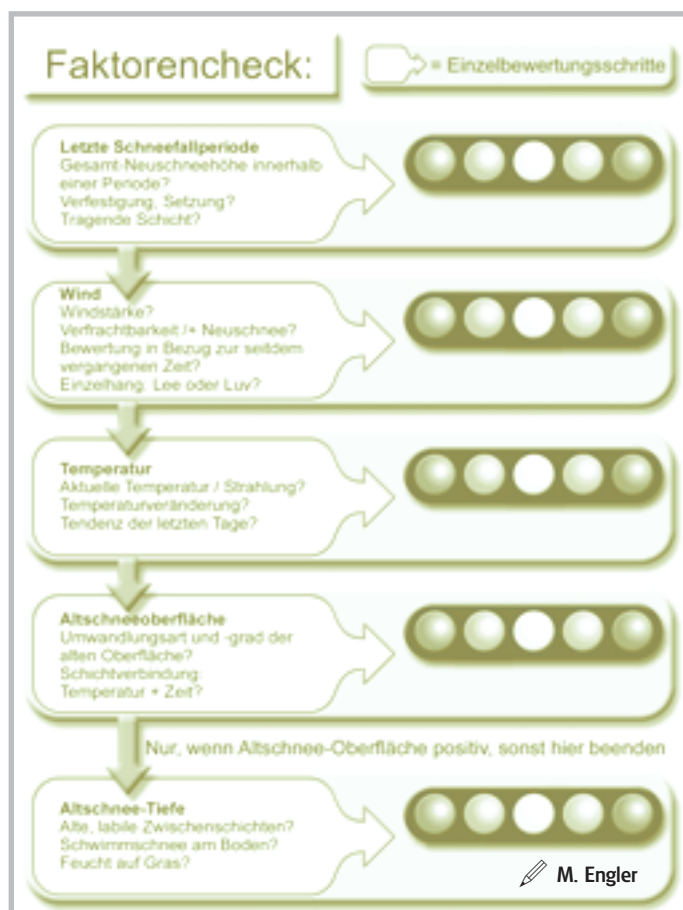 Faktorencheck:
= Einzelbewertungsschritte
Letzte Schneefallperiode
Gesamt-Neuschneehöhe innerhalb
einer Periode?
Verfestigung, Setzung?
Tragende Schicht?
Wind
Windstärke?
Verfrachtbarkeit /+ Neuschnee?
Bewertung in Bezug zur seitdem
vergangenen Zeit?
Einzelhang: Lee oder Luv?
Temperatur
Aktuelle Temperatur / Strahlung?
Temperaturveränderung?
Tendenz der letzten Tage?
Altschneeoberfläche
Umwandlungsart und -grad der
alten Oberfläche?
Schichtverbindung:
Temperatur + Zeit?
Nur, wenn Altschnee-Oberfläche positiv, sonst hier beenden
Altschnee-Tiefe
Alte, labile Zwischenschichten?
Schwimmschnee am Boden?
Feucht auf Gras?
M. Engler